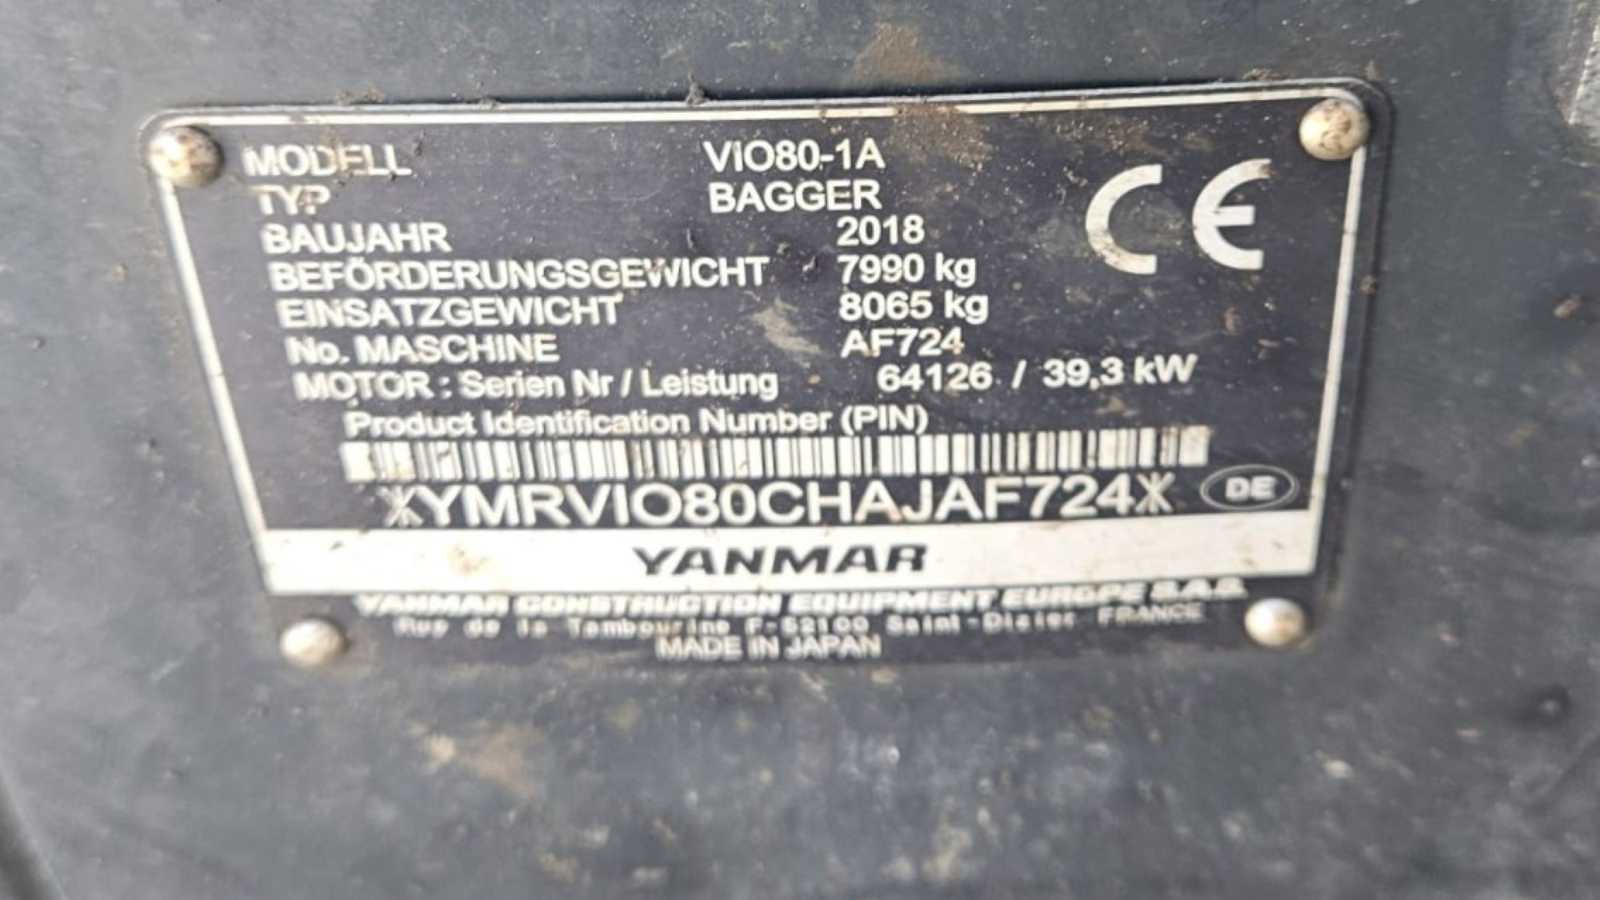 MODELL VIO80-1A
TYP BAGGER
BAUJAHR 2018
BEFÖRDERUNGSGEWICHT 7990 kg
EINSATZGEWICHT 8065 kg
No. MASCHINE AF724
MOTOR : Serien Nr / Leistung 64126 / 39,3 kW
CE
Product Identification Number (PIN)
YMRVIO80CHAJAF724
DE
YANMAR
YANMAR CONSTRUCTION EQUIPMENT EUROPE S.A.S.
Rue de la Tambourine F-52100 Saint-Dizier FRANCE
MADE IN JAPAN